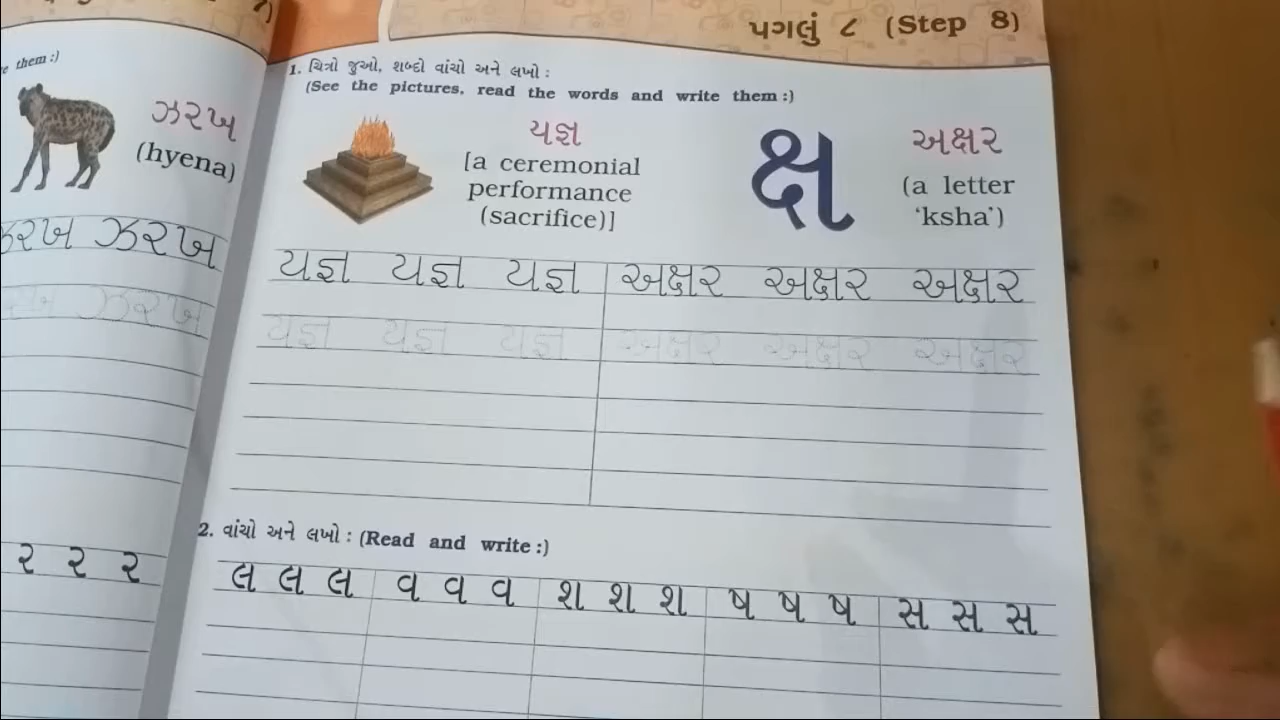 પગલું ૮ (Step 8)
them :)
ઝરખ
(hyena)
ઝરખ ઝરખ
ઝરખ
ર ર ર
1. ચિત્રો જુઓ, શબ્દો વાંચો અને લખો :
(See the pictures, read the words and write them :)
યજ્ઞ
[a ceremonial
performance
(sacrifice)]
ક્ષ
અક્ષર
(a letter
‘ksha’)
યજ્ઞ યજ્ઞ યજ્ઞ અક્ષર અક્ષર અક્ષર
યજ્ઞ યજ્ઞ યજ્ઞ અક્ષર અક્ષર અક્ષર
2. વાંચો અને લખો : (Read and write :)
લ લ લ વ વ વ શ શ શ ષ ષ ષ સ સ સ